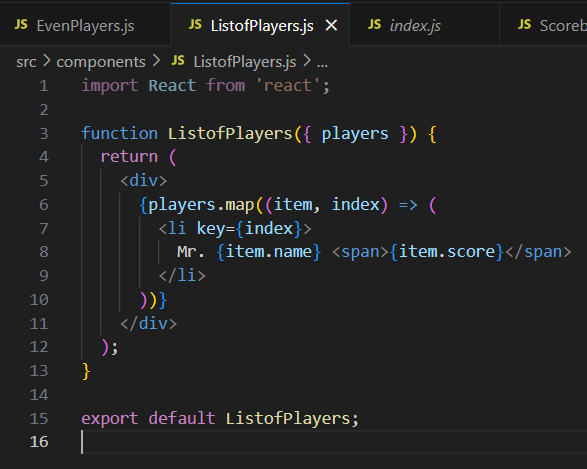 JS EvenPlayers.js JS ListofPlayers.js × JS index.js JS Scoreb
src > components > JS ListofPlayers.js > ...
1 import React from 'react';
2
3 function ListofPlayers({ players }) {
4 return (
5 <div>
6 {players.map((item, index) => (
7 <li key={index}>
8 Mr. {item.name} <span>{item.score}</span>
9 </li>
10 ))}
11 </div>
12 );
13 }
14
15 export default ListofPlayers;
16